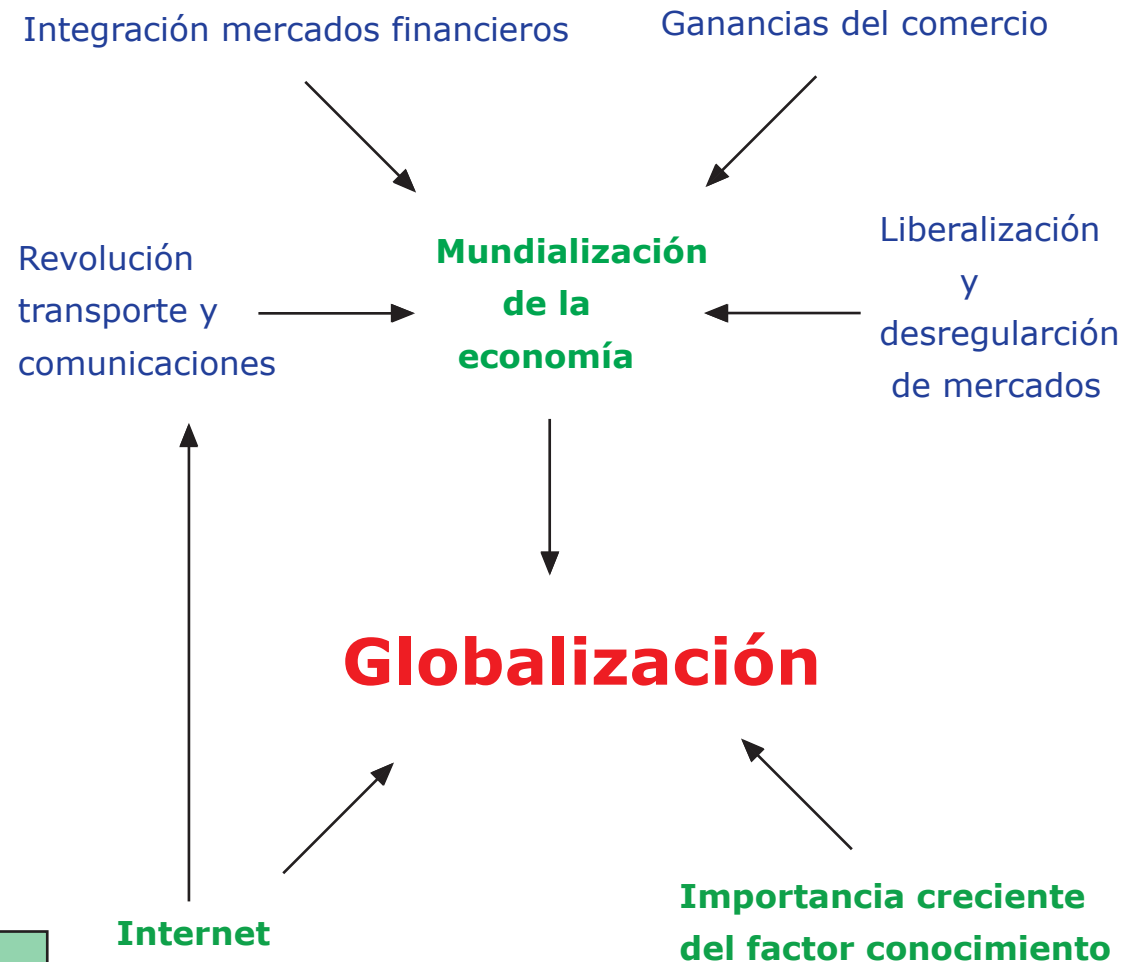 Integración mercados financieros
Ganancias del comercio
Revolución
transporte y
comunicaciones
Mundialización
de la
economía
Liberalización
y
desregularción
de mercados
Globalización
Internet
Importancia creciente
del factor conocimiento